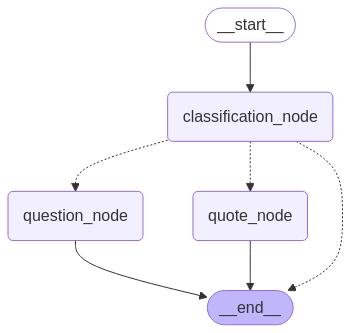 __start__
classification_node
question_node
quote_node
__end__